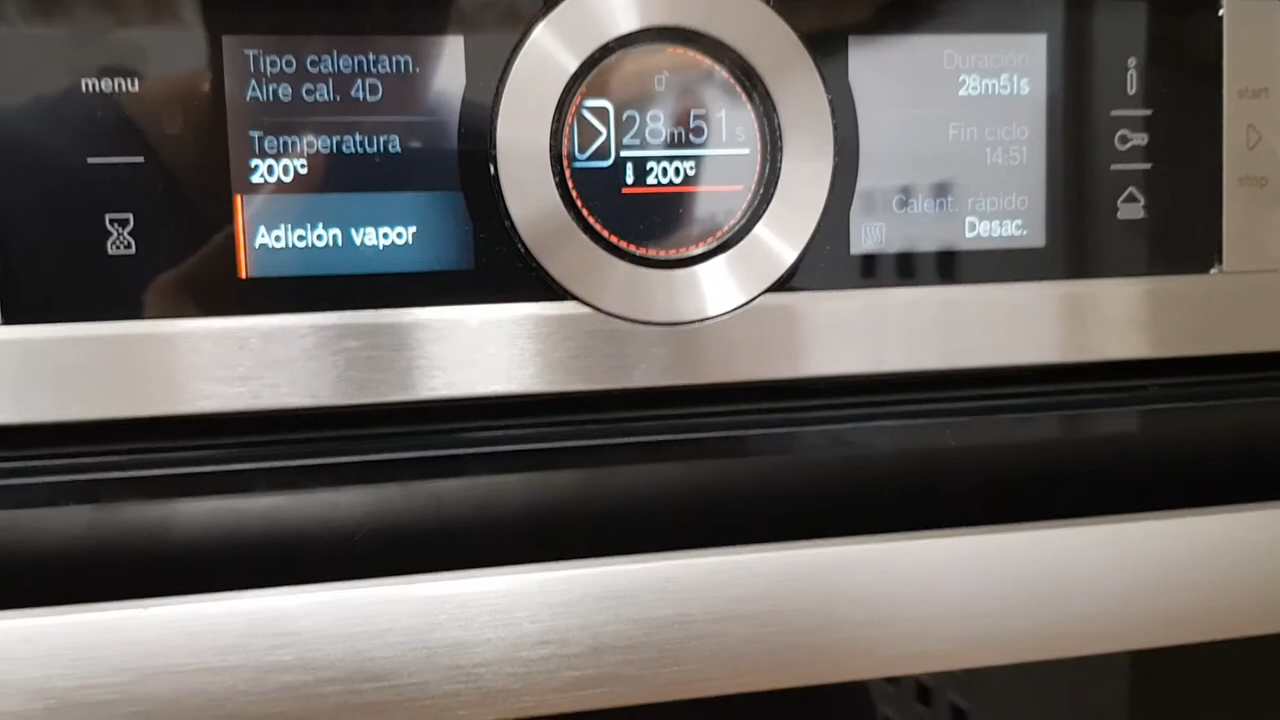 menu
Tipo calentam.
Aire cal. 4D
Temperatura
200°C
Adición vapor
28m51s
200°C
Duración
28m51s
Fin ciclo
14:51
Calent. rápido
Desac.
i
start
stop